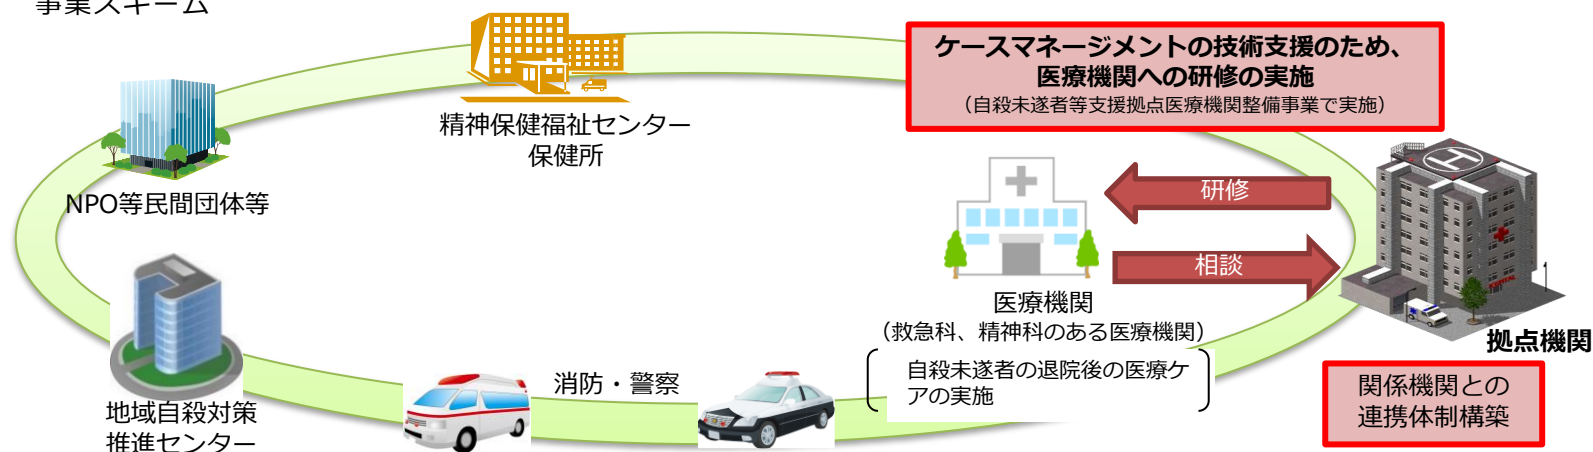 事業スキーム
ケースマネージメントの技術支援のため、
医療機関への研修の実施
（自殺未遂者等支援拠点医療機関整備事業で実施）
精神保健福祉センター
保健所
NPO等民間団体等
研修
相談
医療機関
（救急科、精神科のある医療機関）
自殺未遂者の退院後の医療ケ
アの実施
拠点機関
関係機関との
連携体制構築
消防・警察
地域自殺対策
推進センター